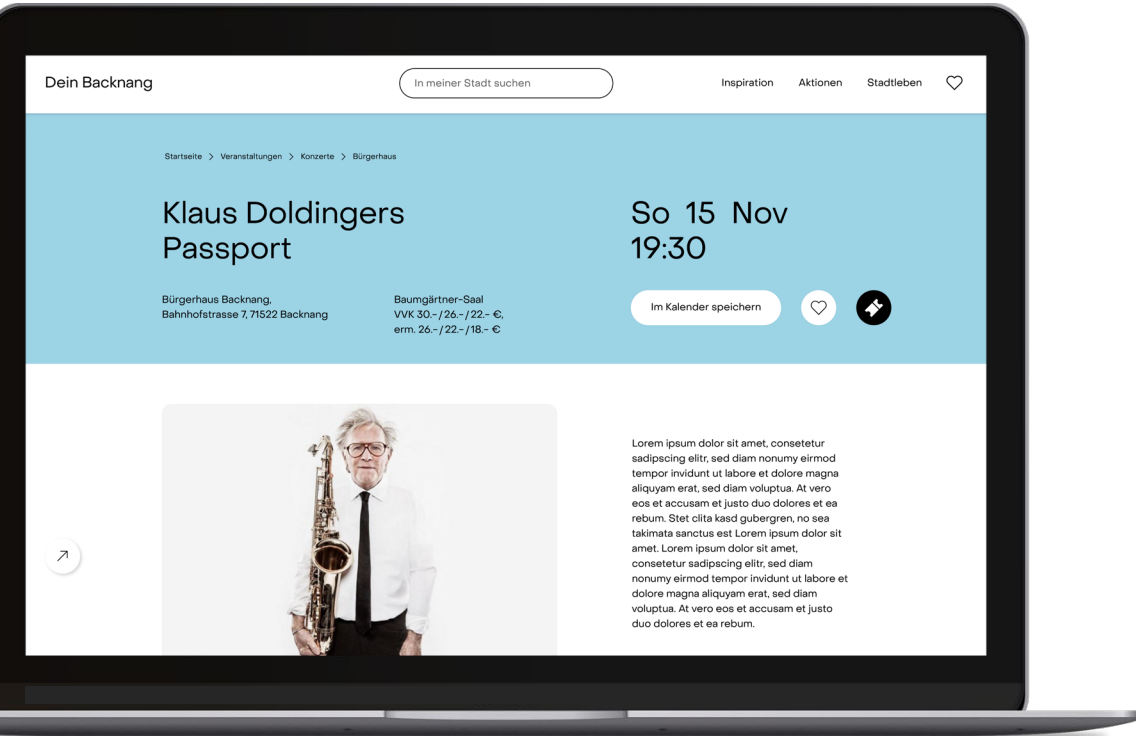 Dein Backnang
In meiner Stadt suchen
Inspiration
Aktionen
Stadtleben
Startseite > Veranstaltungen > Konzerte > Bürgerhaus
Klaus Doldingers
Passport
So 15 Nov
19:30
Bürgerhaus Backnang,
Bahnhofstrasse 7, 71522 Backnang
Baumgärtner-Saal
VVK 30.-/26.-/22.- €,
erm. 26.-/22.-/18.- €
Im Kalender speichern
Lorem ipsum dolor sit amet, consetetur
sadipscing elitr, sed diam nonumy eirmod
tempor invidunt ut labore et dolore magna
aliquyam erat, sed diam voluptua. At vero
eos et accusam et justo duo dolores et ea
rebum. Stet clita kasd gubergren, no sea
takimata sanctus est Lorem ipsum dolor sit
amet. Lorem ipsum dolor sit amet,
consetetur sadipscing elitr, sed diam
nonumy eirmod tempor invidunt ut labore et
dolore magna aliquyam erat, sed diam
voluptua. At vero eos et accusam et justo
duo dolores et ea rebum.